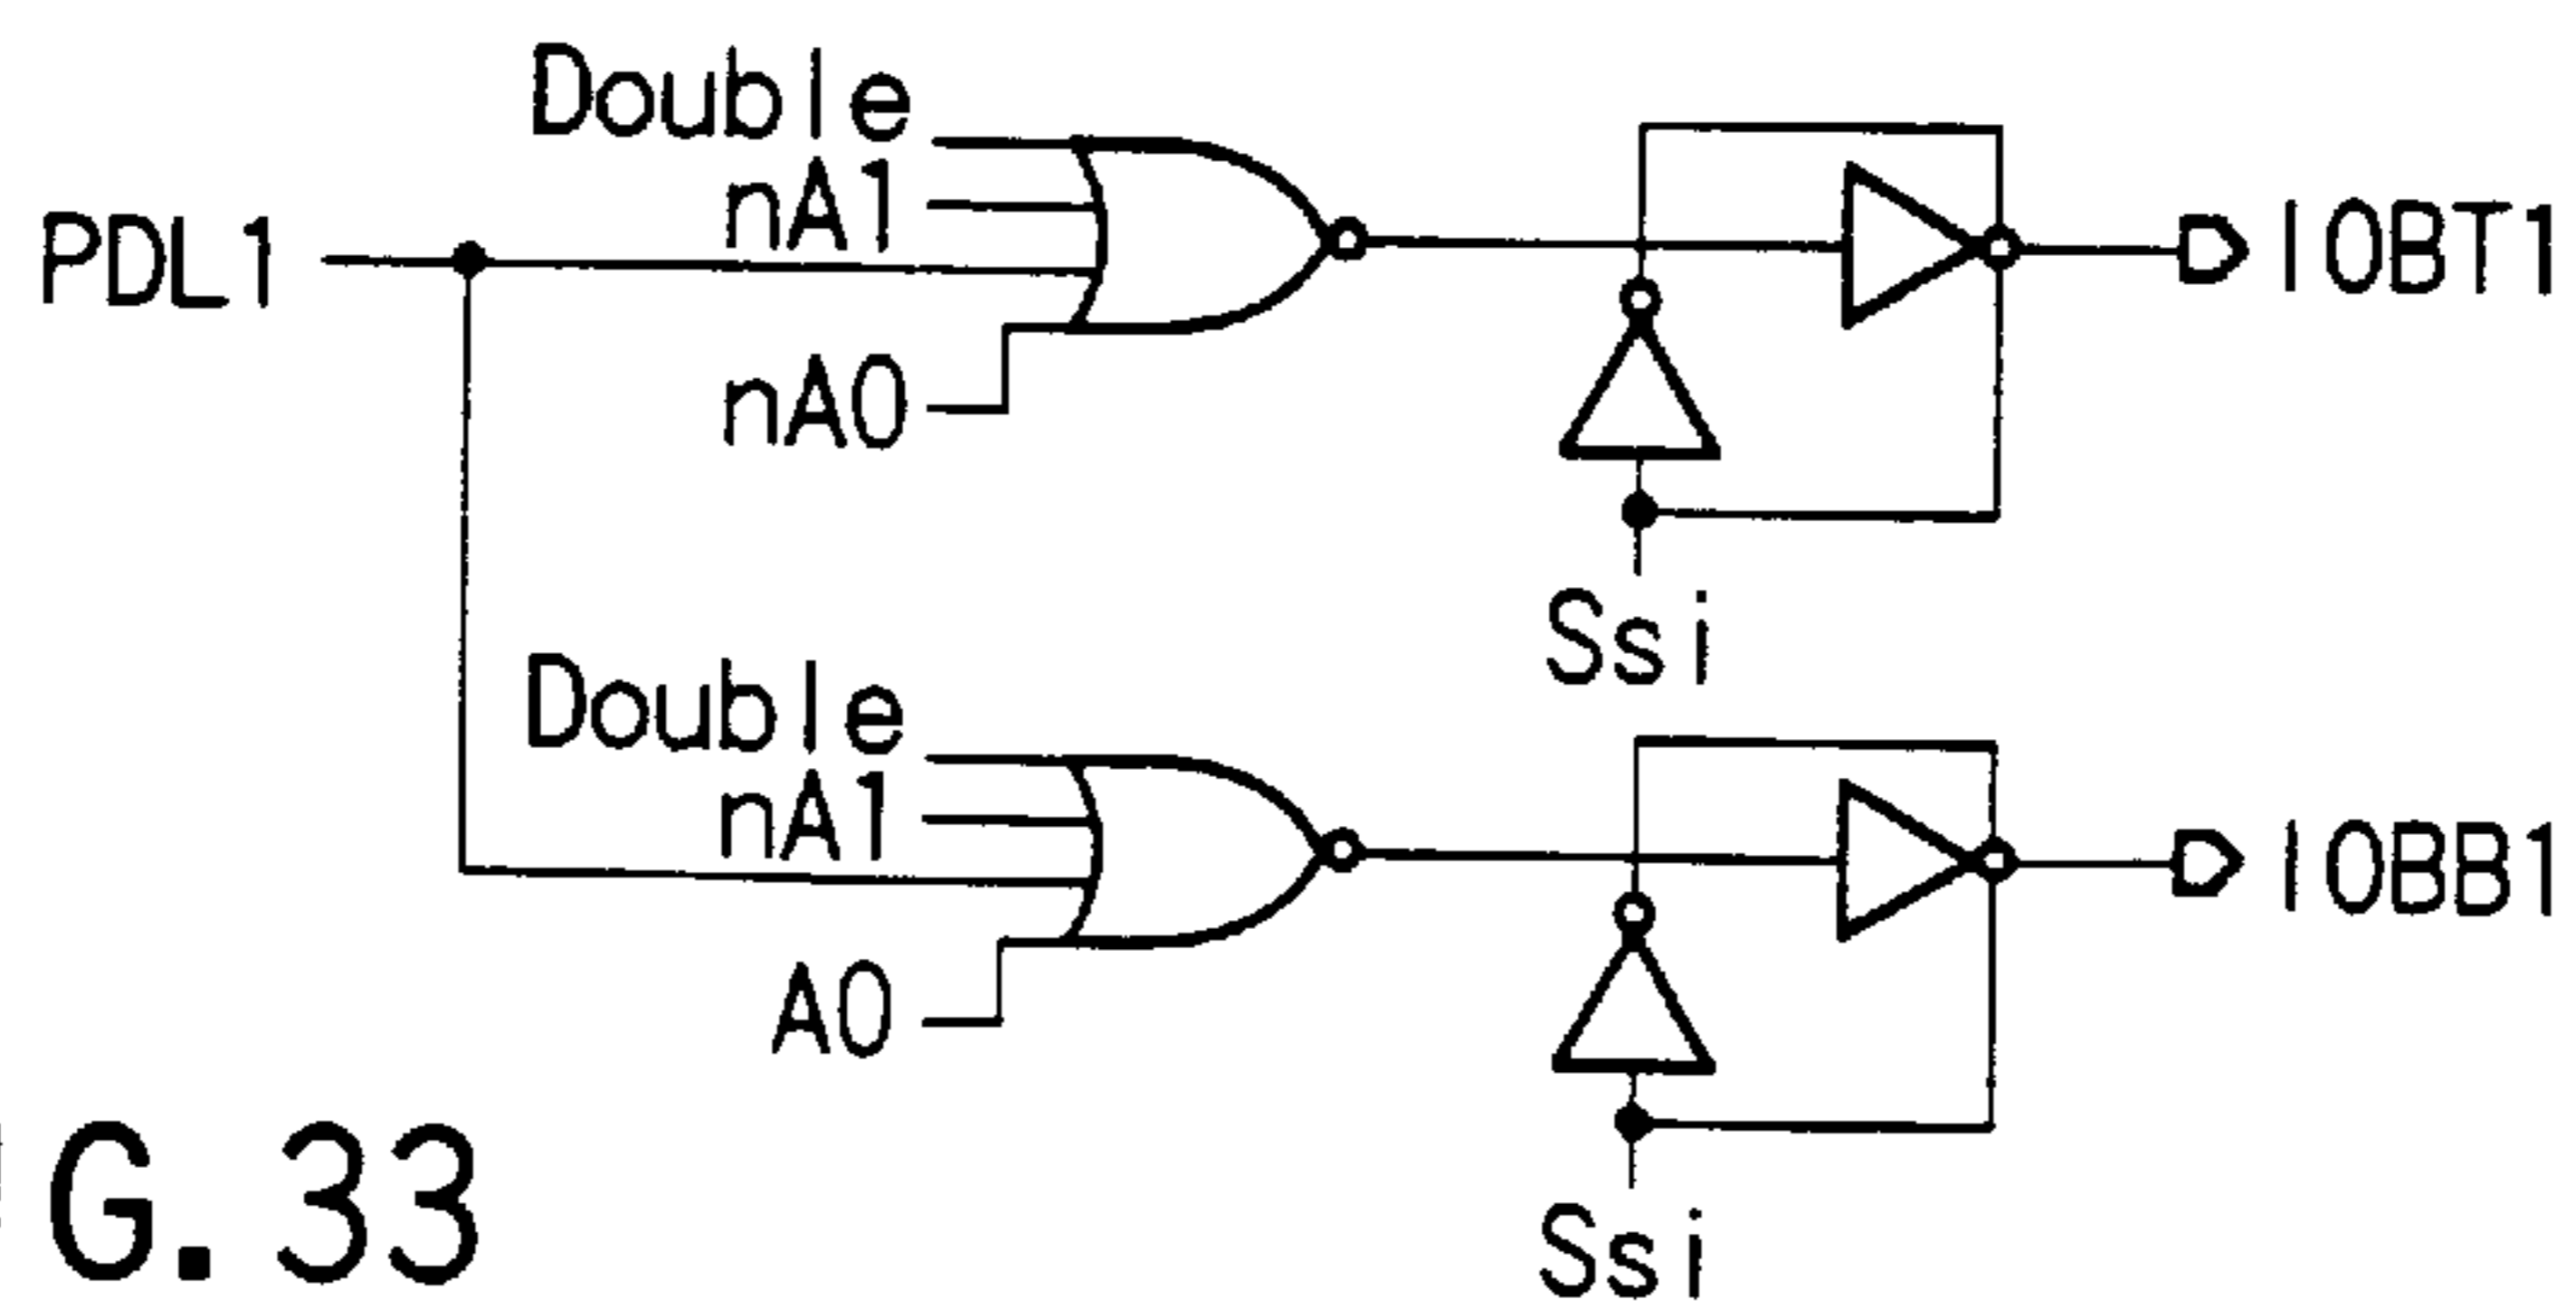 Double
nA1
PDL1
nA0
IOBT1
Ssi
Double
nA1
A0
IOBB1
Ssi
G. 33